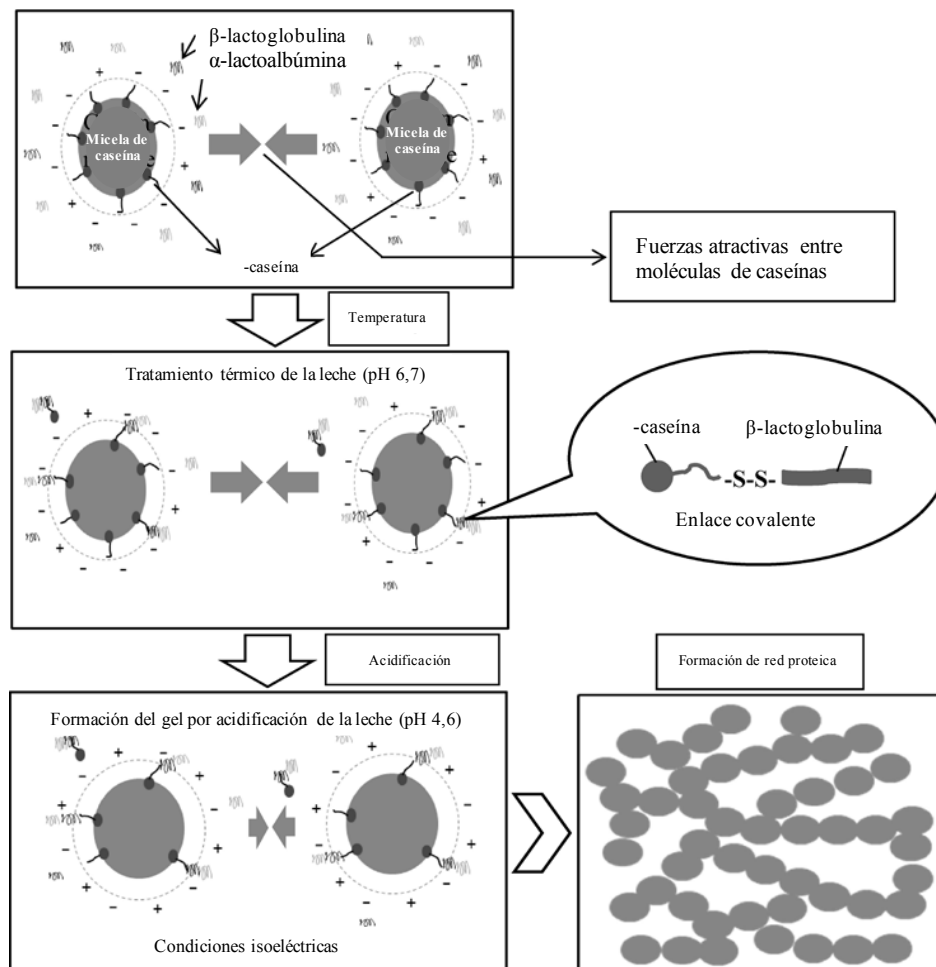 β-lactoglobulina
α-lactoalbúmina
Micela de
caseína
Micela de
caseína
-caseína
Fuerzas atractivas entre
moléculas de caseínas
Temperatura
Tratamiento térmico de la leche (pH 6,7)
-caseína
β-lactoglobulina
-S-S-
Enlace covalente
Acidificación
Formación de red proteica
Formación del gel por acidificación de la leche (pH 4,6)
Condiciones isoeléctricas